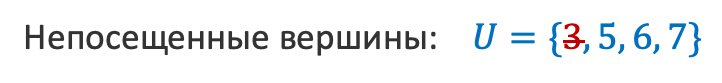 Непосещенные вершины: U = {3, 5, 6, 7}